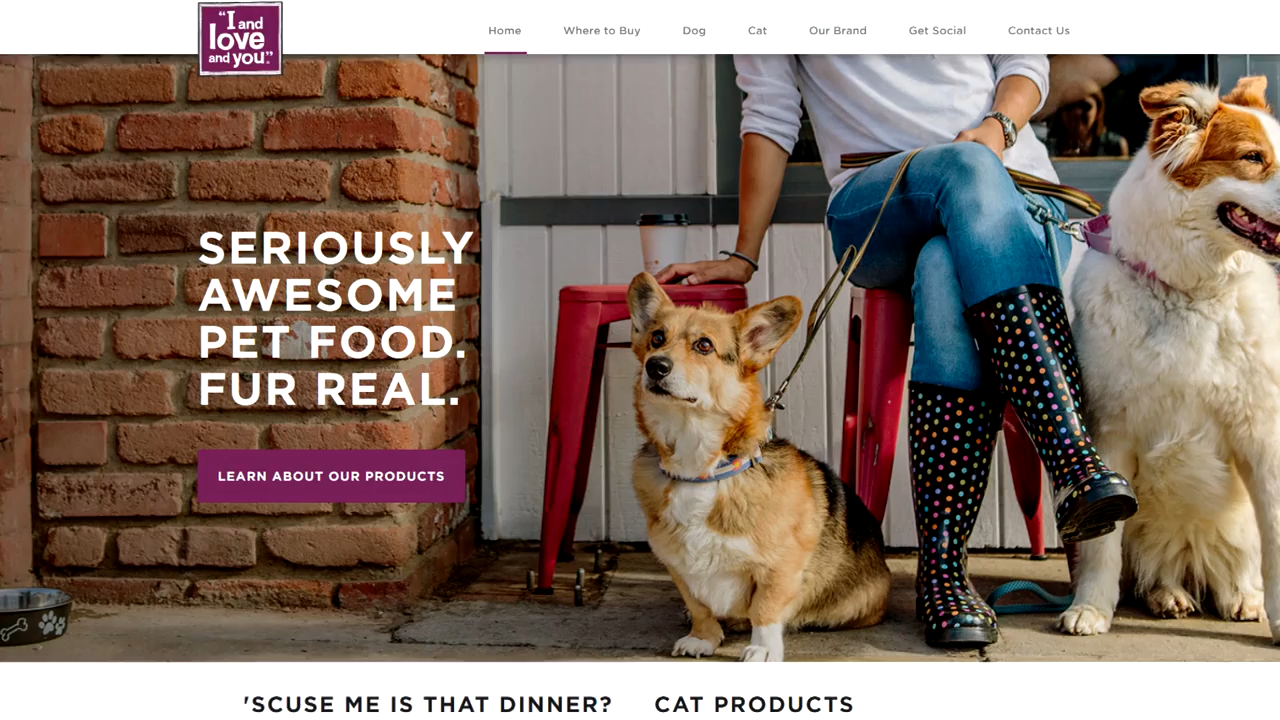 "I and
love
and you."
Home
Where to Buy
Dog
Cat
Our Brand
Get Social
Contact Us
SERIOUSLY
AWESOME
PET FOOD.
FUR REAL.
LEARN ABOUT OUR PRODUCTS
'SCUSE ME IS THAT DINNER?
CAT PRODUCTS